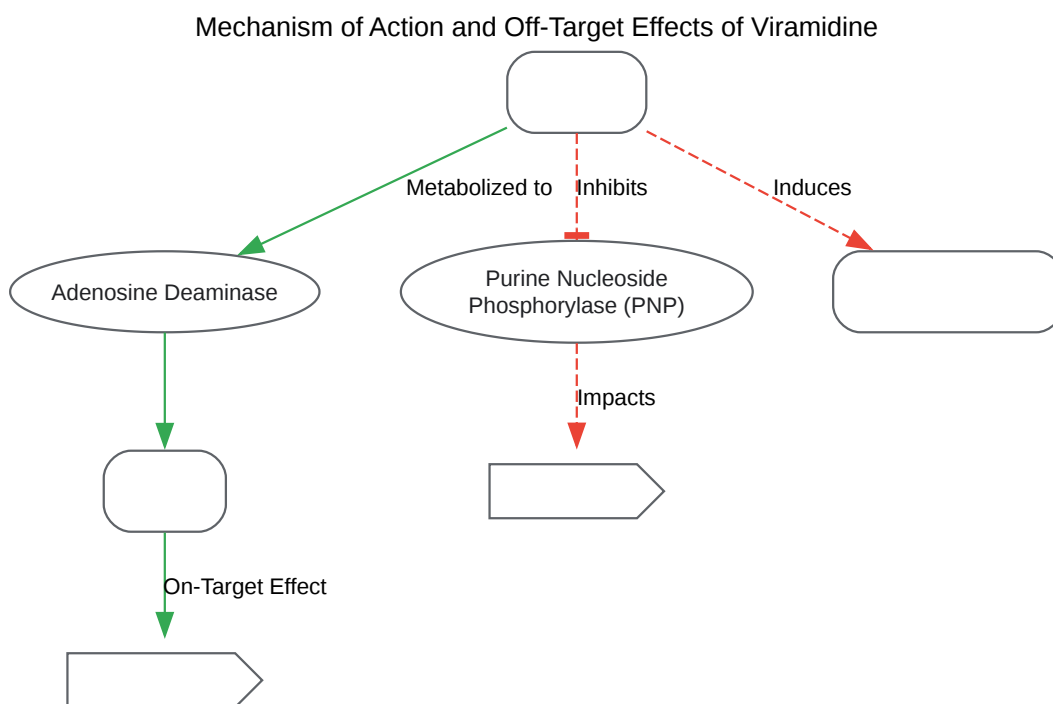 Mechanism of Action and Off-Target Effects of Viramidine
Metabolized to
Inhibits
Induces
Adenosine Deaminase
Purine Nucleoside
Phosphorylase (PNP)
Impacts
On-Target Effect